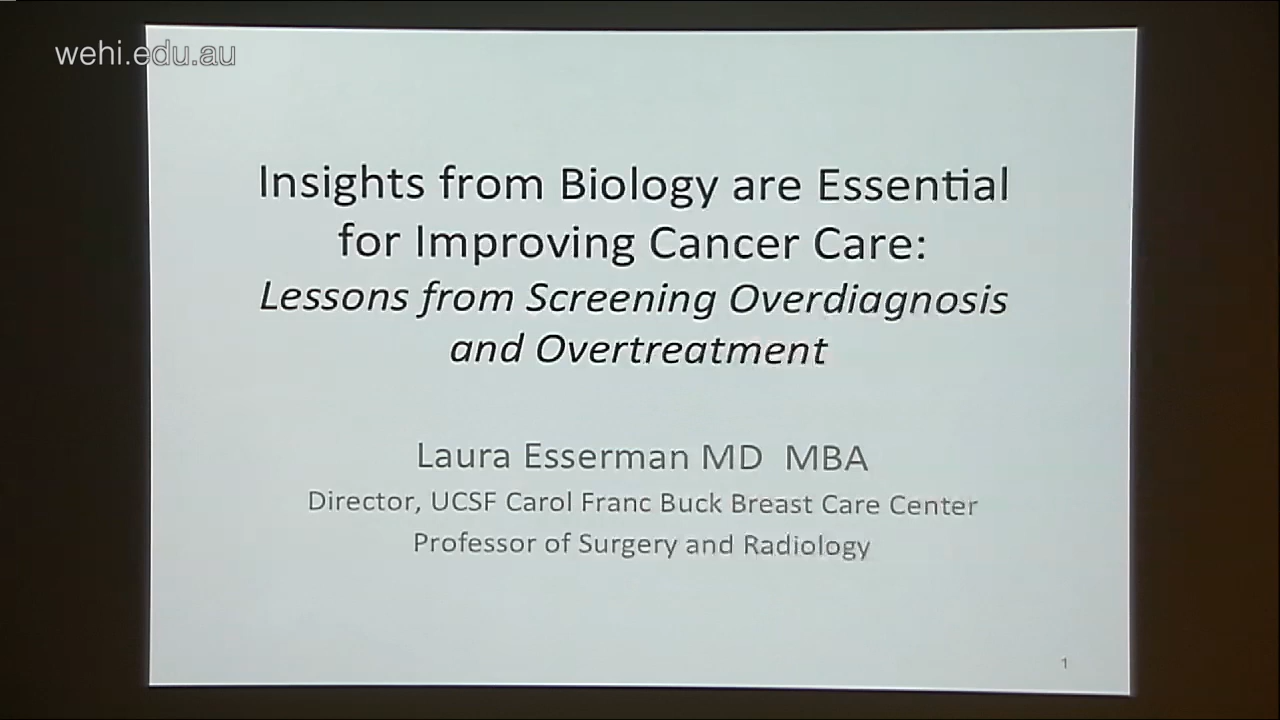 wehi.edu.au
Insights from Biology are Essential
for Improving Cancer Care:
Lessons from Screening Overdiagnosis
and Overtreatment
Laura Esserman MD MBA
Director, UCSF Carol Franc Buck Breast Care Center
Professor of Surgery and Radiology
1